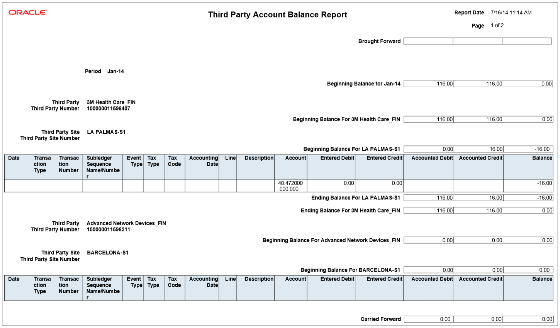 ORACLE
Third Party Account Balance Report
Report Date 7/16/14 11:14 AM
Page 1 of 2
Brought Forward
Period Jan-14
Beginning Balance for Jan-14 116.00 116.00 0.00
Third Party 3M Health Care_FIN
Third Party Number 100000011596407
Beginning Balance For 3M Health Care_FIN 116.00 116.00 0.00
Third Party Site LA PALMAS-S1
Third Party Site Number
Beginning Balance For LA PALMAS-S1 0.00 16.00 -16.00
Date Transaction Type Transaction Number Subledger Sequence Name/Number Event Type Tax Type Tax Code Accounting Date Line Description Account Entered Debit Entered Credit Accounted Debit Accounted Credit Balance
40.472000 000.000 0.00 0.00 -16.00
Ending Balance For LA PALMAS-S1 116.00 116.00 -16.00
Ending Balance For 3M Health Care_FIN 116.00 116.00 0.00
Third Party Advanced Network Devices_FIN
Third Party Number 100000011596211
Beginning Balance For Advanced Network Devices_FIN 0.00 0.00 0.00
Third Party Site BARCELONA-S1
Third Party Site Number
Beginning Balance For BARCELONA-S1 0.00 0.00 0.00
Date Transaction Type Transaction Number Subledger Sequence Name/Number Event Type Tax Type Tax Code Accounting Date Line Description Account Entered Debit Entered Credit Accounted Debit Accounted Credit Balance
Carried Forward 0.00 0.00 0.00